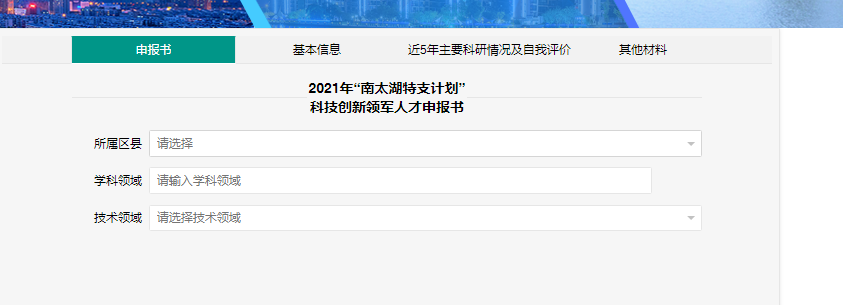 申报书 基本信息 近5年主要科研情况及自我评价 其他材料
2021年“南太湖特支计划”
科技创新领军人才申报书
所属区县 请选择
学科领域 请输入学科领域
技术领域 请选择技术领域